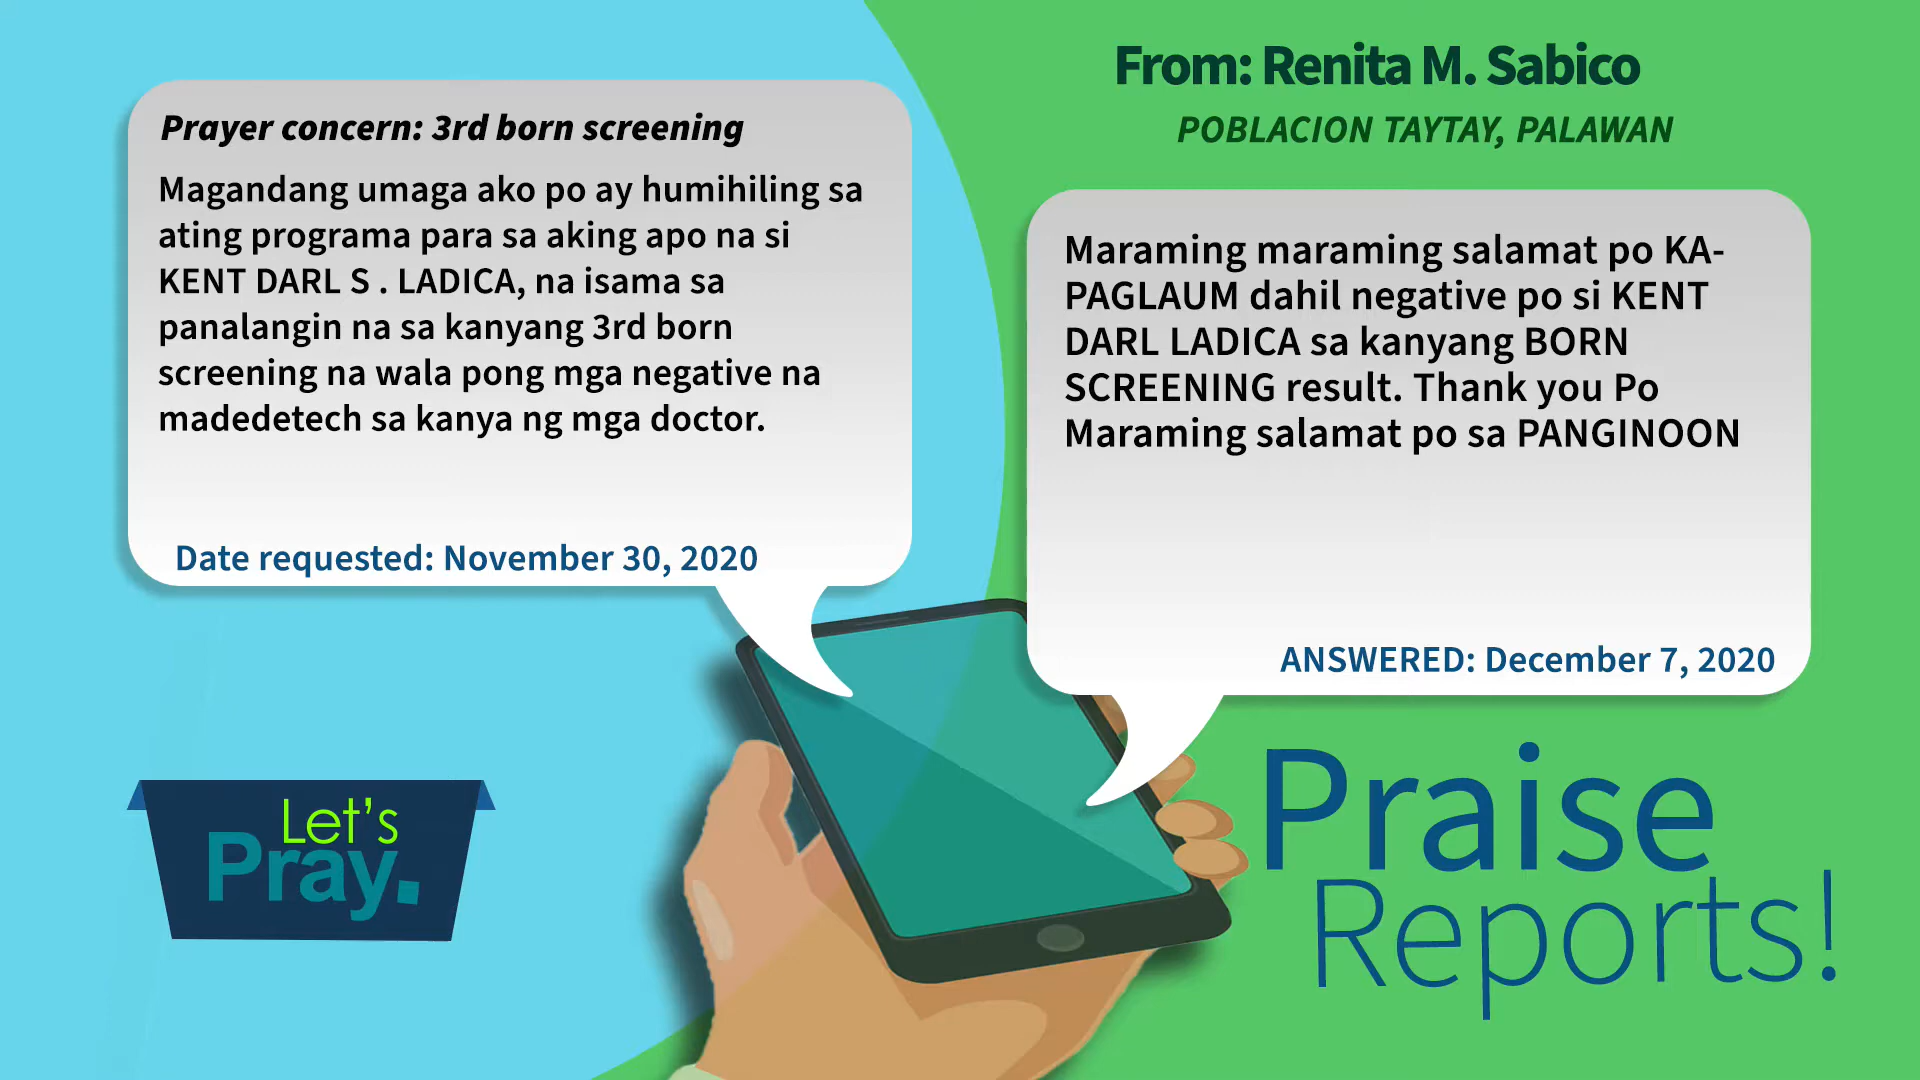 Prayer concern: 3rd born screening
Magandang umaga ako po ay humihiling sa
ating programa para sa aking apo na si
KENT DARL S . LADICA, na isama sa
panalangin na sa kanyang 3rd born
screening na wala pong mga negative na
madedetech sa kanya ng mga doctor.
Date requested: November 30, 2020
From: Renita M. Sabico
POBLACION TAYTAY, PALAWAN
Maraming maraming salamat po KA-
PAGLAUM dahil negative po si KENT
DARL LADICA sa kanyang BORN
SCREENING result. Thank you Po
Maraming salamat po sa PANGINOON
ANSWERED: December 7, 2020
Let's
Pray.
Praise
Reports!